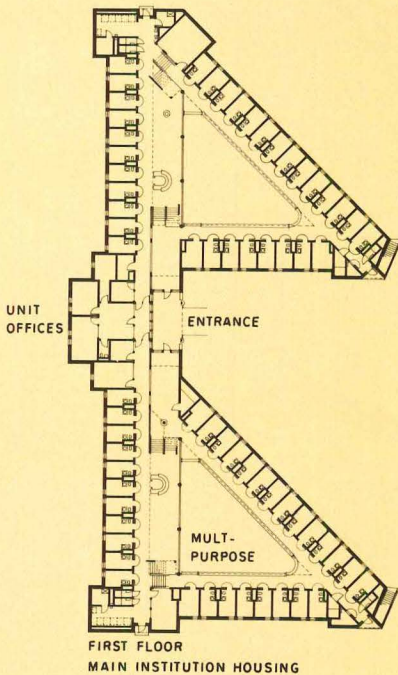 UNIT
OFFICES
ENTRANCE
MULT-
PURPOSE
FIRST FLOOR
MAIN INSTITUTION HOUSING